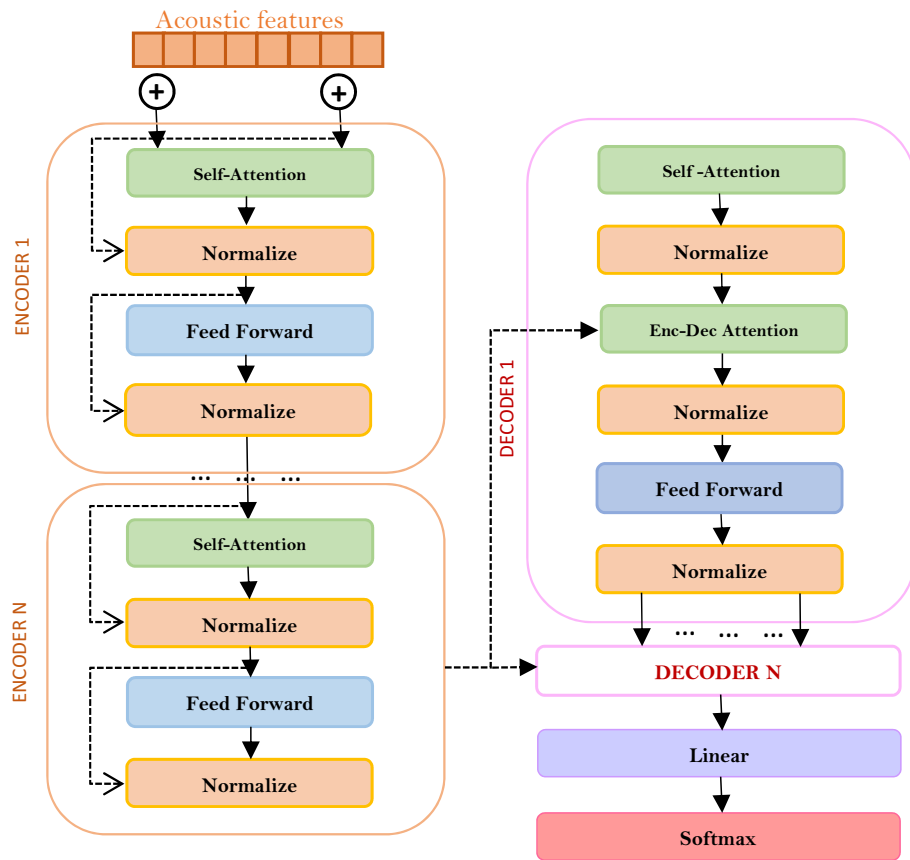 Acoustic features
+
+
ENCODER 1
Self-Attention
Normalize
Feed Forward
Normalize
... ... ...
ENCODER N
Self-Attention
Normalize
Feed Forward
Normalize
DECODER 1
Self -Attention
Normalize
Enc-Dec Attention
Normalize
Feed Forward
Normalize
... ... ...
DECODER N
Linear
Softmax